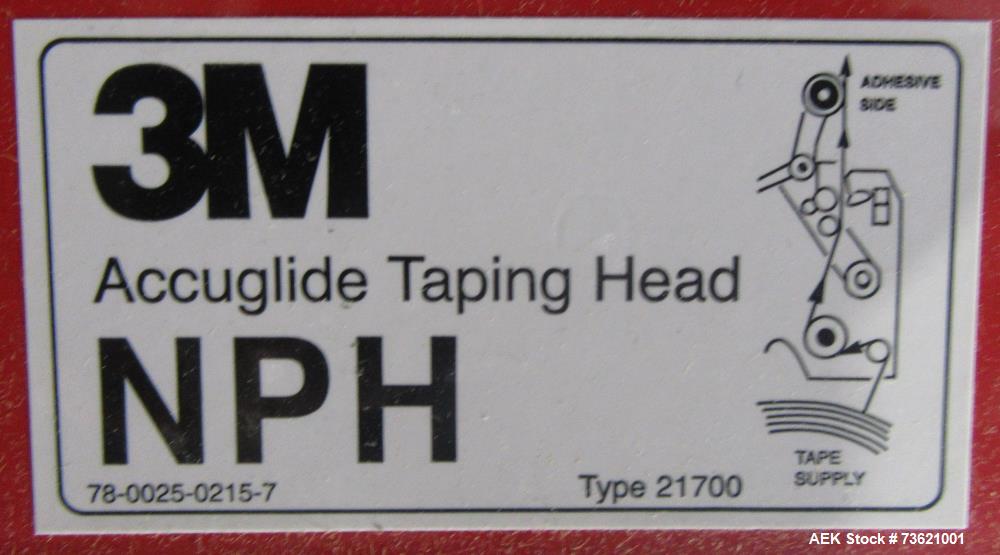 3M
Accuglide Taping Head
NPH
78-0025-0215-7
Type 21700
ADHESIVE
SIDE
TAPE
SUPPLY
AEK Stock # 73621001